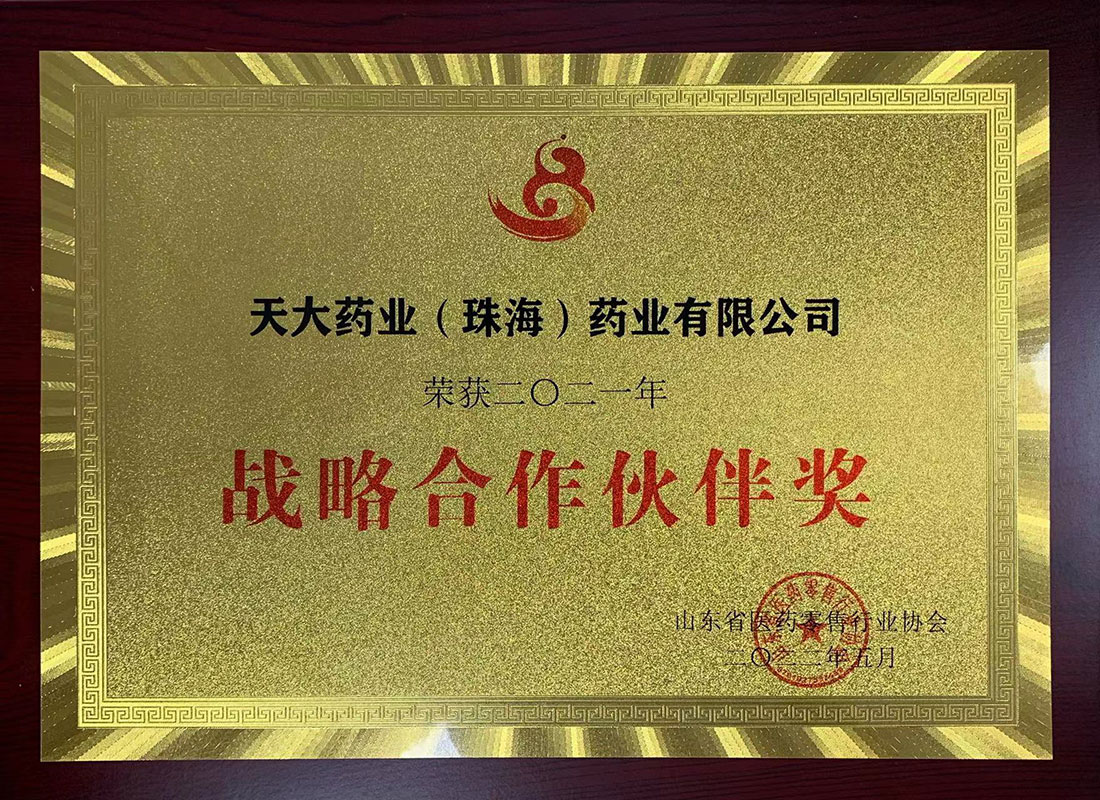 天大药业（珠海）药业有限公司
荣获二〇二一年
战略合作伙伴奖
山东省医药零售行业协会
二〇二二年五月